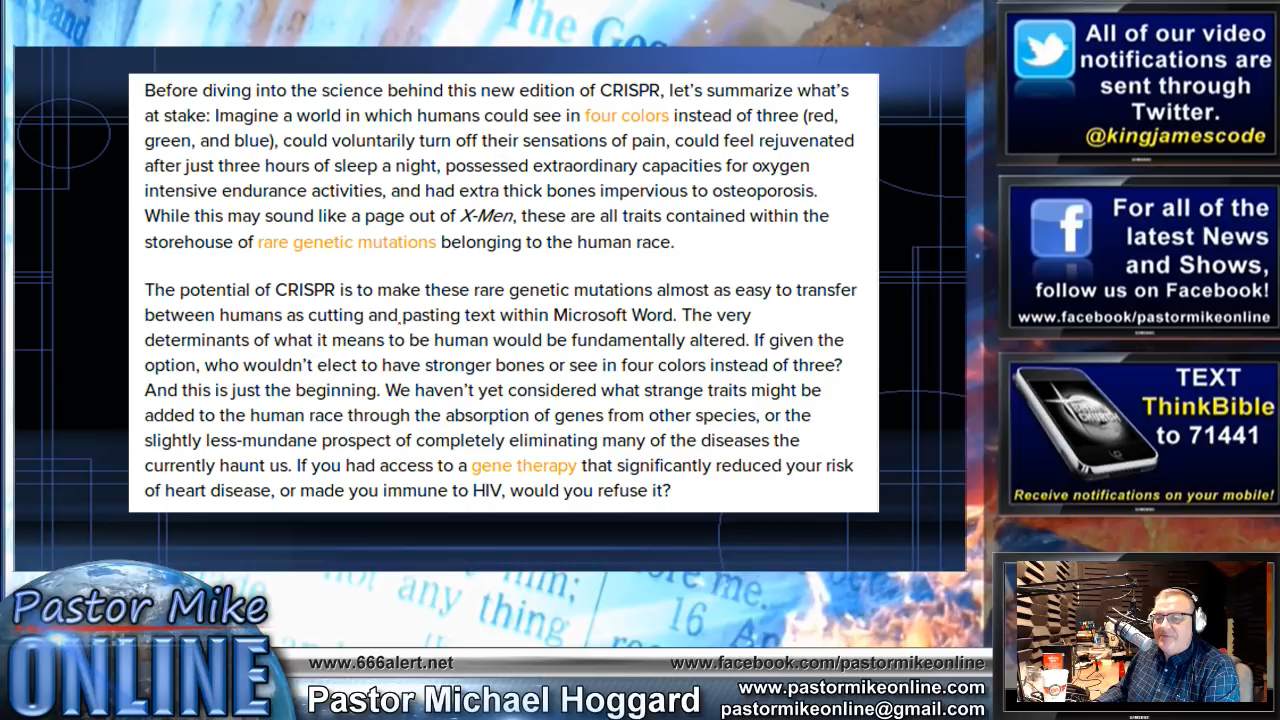 The Go
Before diving into the science behind this new edition of CRISPR, let's summarize what's
at stake: Imagine a world in which humans could see in four colors instead of three (red,
green, and blue), could voluntarily turn off their sensations of pain, could feel rejuvenated
after just three hours of sleep a night, possessed extraordinary capacities for oxygen
intensive endurance activities, and had extra thick bones impervious to osteoporosis.
While this may sound like a page out of X-Men, these are all traits contained within the
storehouse of rare genetic mutations belonging to the human race.
The potential of CRISPR is to make these rare genetic mutations almost as easy to transfer
between humans as cutting and pasting text within Microsoft Word. The very
determinants of what it means to be human would be fundamentally altered. If given the
option, who wouldn't elect to have stronger bones or see in four colors instead of three?
And this is just the beginning. We haven't yet considered what strange traits might be
added to the human race through the absorption of genes from other species, or the
slightly less-mundane prospect of completely eliminating many of the diseases the
currently haunt us. If you had access to a gene therapy that significantly reduced your risk
of heart disease, or made you immune to HIV, would you refuse it?
All of our video
notifications are
sent through
Twitter.
@kingjamescode
For all of the
latest News
and Shows,
follow us on Facebook!
www.facebook/pastormikeonline
TEXT
ThinkBible
to 71441
Receive notifications on your mobile!
not any thing
him;
me.
16 An
Pastor Mike
ONLINE
www.666alert.net
www.facebook.com/pastormikeonline
Pastor Michael Hoggard
www.pastormikeonline.com
pastormikeonline@gmail.com